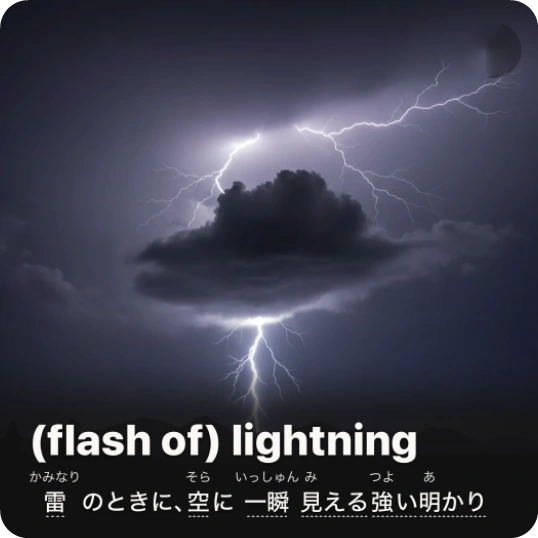 (flash of) lightning
かみなり そら いっしゅん み つよ あ
雷のときに、空に一瞬見える強い明かり